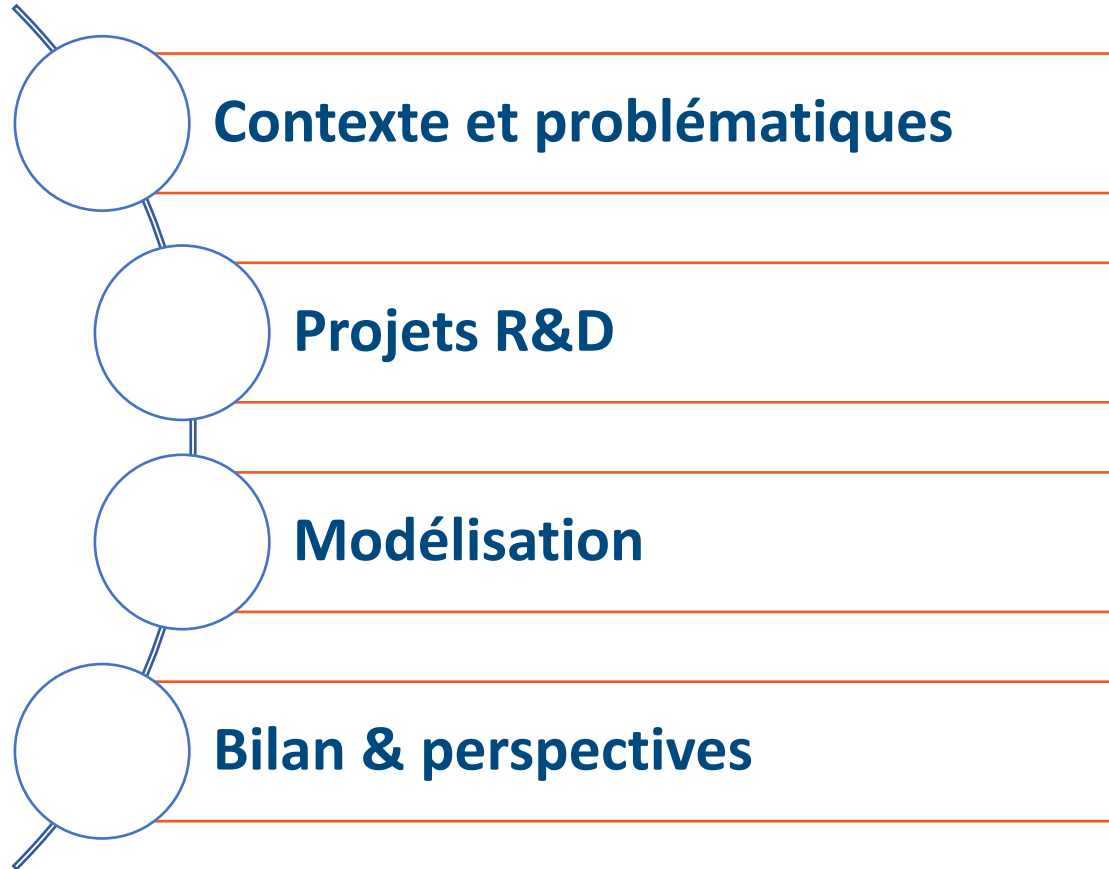 Contexte et problématiques
Projets R&D
Modélisation
Bilan & perspectives